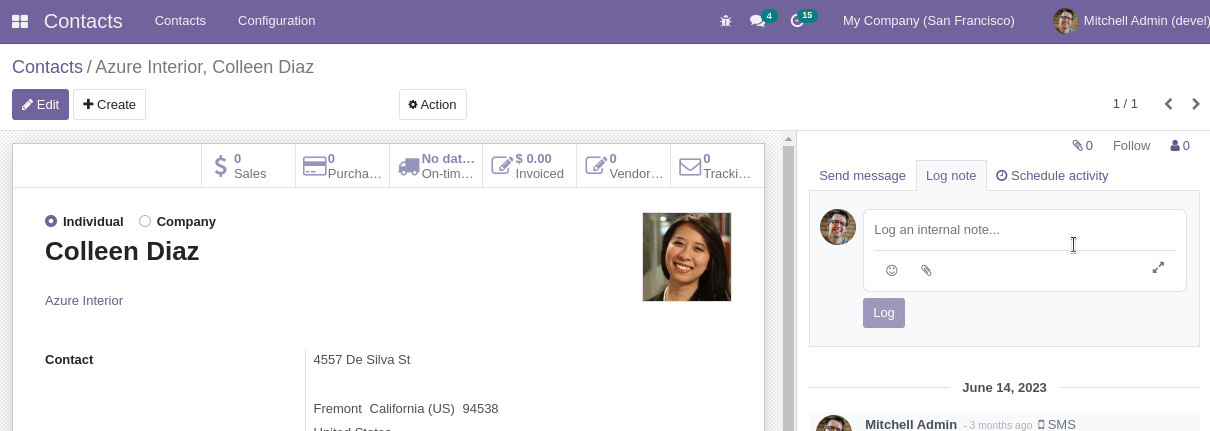 Contacts Contacts Configuration 4 15 My Company (San Francisco) Mitchell Admin (devel)
Contacts / Azure Interior, Colleen Diaz
Edit Create Action 1 / 1
0 Follow 0
0 Sales
0 Purcha...
No dat... On-tim...
$ 0.00 Invoiced
0 Vendor...
0 Tracki...
Send message Log note Schedule activity
Individual Company
Colleen Diaz
Azure Interior
Log an internal note...
Log
Contact 4557 De Silva St
Fremont California (US) 94538
United States
June 14, 2023
Mitchell Admin - 3 months ago SMS